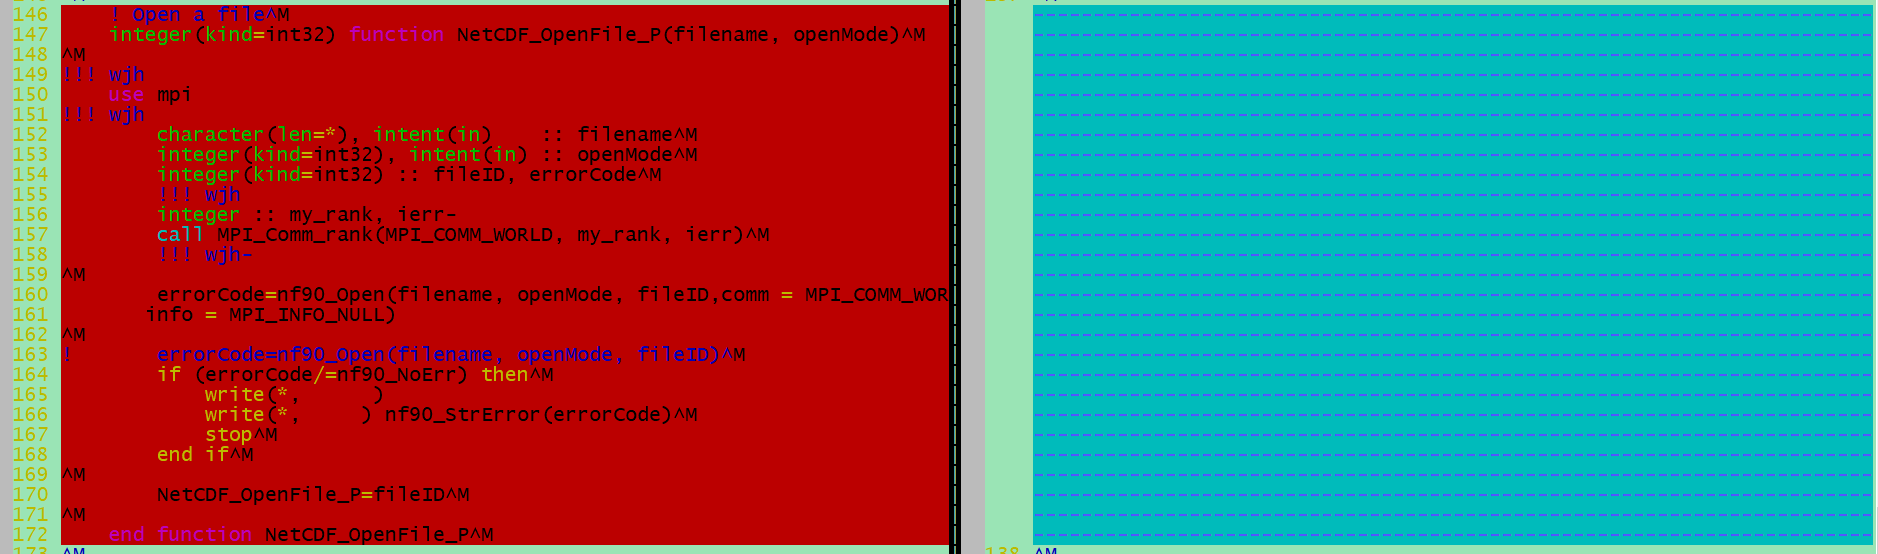 146     ! Open a file^M
147     integer(kind=int32) function NetCDF_OpenFile_P(filename, openMode)^M
148 ^M
149 !!! wjh
150     use mpi
151 !!! wjh
152         character(len=*), intent(in)    :: filename^M
153         integer(kind=int32), intent(in) :: openMode^M
154         integer(kind=int32) :: fileID, errorCode^M
155         !!! wjh
156         integer :: my_rank, ierr-
157         call MPI_Comm_rank(MPI_COMM_WORLD, my_rank, ierr)^M
158         !!! wjh-
159 ^M
160         errorCode=nf90_Open(filename, openMode, fileID,comm = MPI_COMM_WOR
161        info = MPI_INFO_NULL)
162 ^M
163 !       errorCode=nf90_Open(filename, openMode, fileID)^M
164         if (errorCode/=nf90_NoErr) then^M
165             write(*,      )
166             write(*,     ) nf90_StrError(errorCode)^M
167             stop^M
168         end if^M
169 ^M
170         NetCDF_OpenFile_P=fileID^M
171 ^M
172     end function NetCDF_OpenFile_P^M
173 ^M
138 ^M